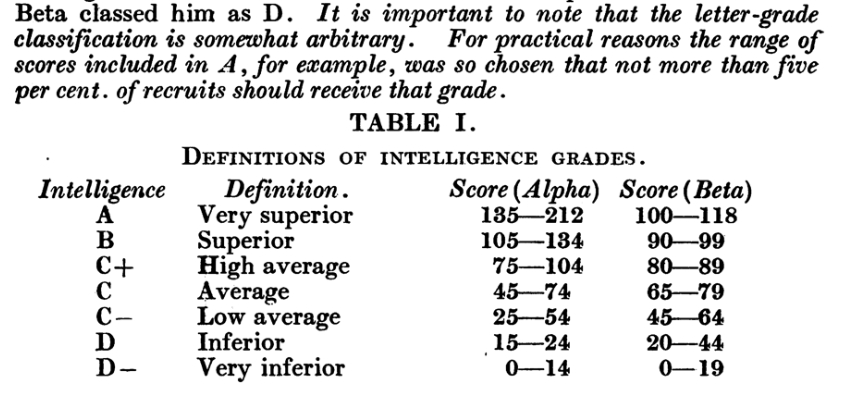 Beta classed him as D. It is important to note that the letter-grade
classification is somewhat arbitrary. For practical reasons the range of
scores included in A, for example, was so chosen that not more than five
per cent. of recruits should receive that grade.
TABLE I.
DEFINITIONS OF INTELLIGENCE GRADES.
Intelligence Definition. Score (Alpha) Score (Beta)
A Very superior 135—212 100—118
B Superior 105—134 90—99
C+ High average 75—104 80—89
C Average 45—74 65—79
C— Low average 25—54 45—64
D Inferior 15—24 20—44
D— Very inferior 0—14 0—19